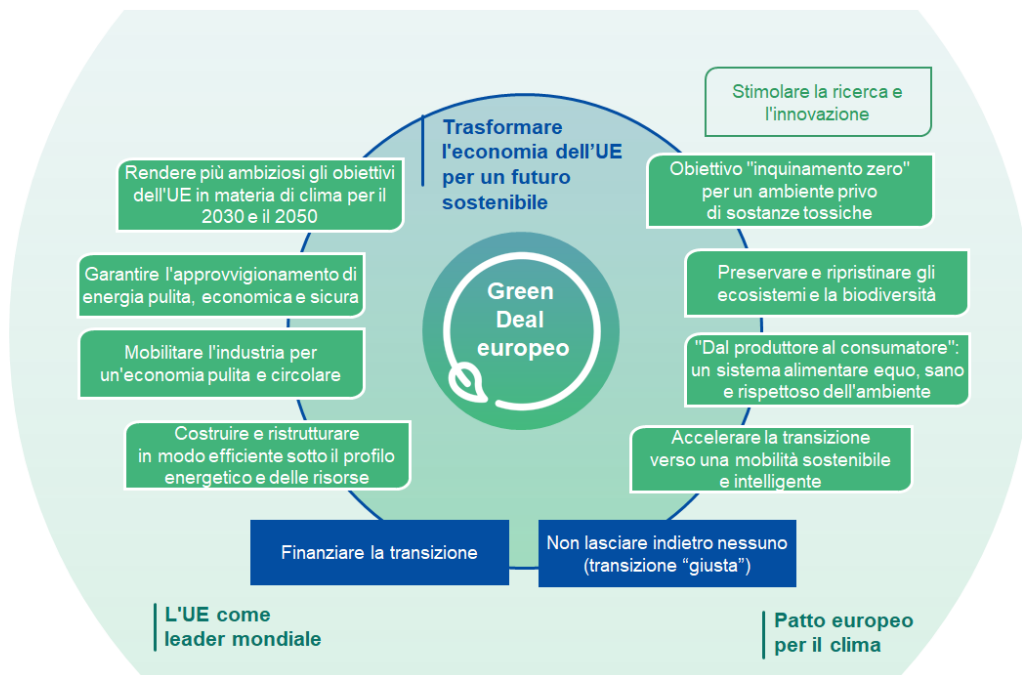 Stimolare la ricerca e
l'innovazione
Trasformare
l'economia dell’UE
per un futuro
sostenibile
Rendere più ambiziosi gli obiettivi
dell'UE in materia di clima per il
2030 e il 2050
Obiettivo "inquinamento zero"
per un ambiente privo
di sostanze tossiche
Garantire l'approvvigionamento di
energia pulita, economica e sicura
Preservare e ripristinare gli
ecosistemi e la biodiversità
Green
Deal
europeo
Mobilitare l'industria per
un'economia pulita e circolare
"Dal produttore al consumatore":
un sistema alimentare equo, sano
e rispettoso dell'ambiente
Costruire e ristrutturare
in modo efficiente sotto il profilo
energetico e delle risorse
Accelerare la transizione
verso una mobilità sostenibile
e intelligente
Finanziare la transizione
Non lasciare indietro nessuno
(transizione “giusta”)
L'UE come
leader mondiale
Patto europeo
per il clima